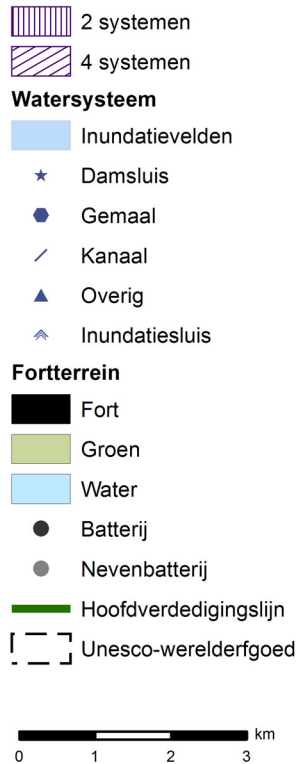 2 systemen
4 systemen
Watersysteem
Inundatievelden
Damsluis
Gemaal
Kanaal
Overig
Inundatiesluis
Fortterrein
Fort
Groen
Water
Batterij
Nevenbatterij
Hoofdverdedigingslijn
Unesco-werelderfgoed
km
0 1 2 3